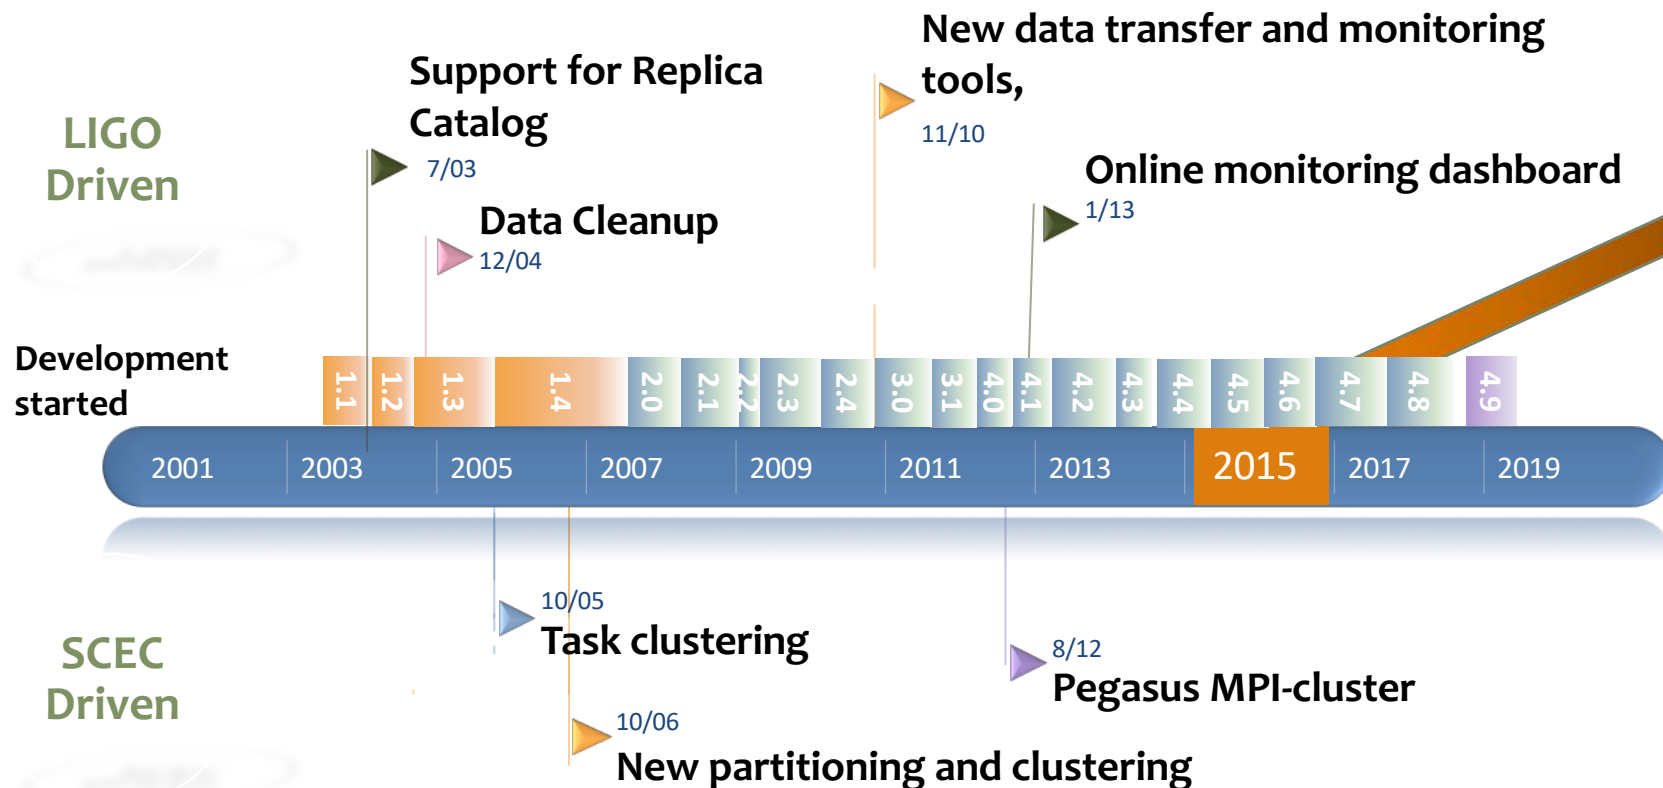 New data transfer and monitoring
tools,
11/10
Support for Replica
Catalog
7/03
LIGO
Driven
Online monitoring dashboard
1/13
Data Cleanup
12/04
Development
started
1.1 1.2 1.3 1.4 2.0 2.1 2.2 2.3 2.4 3.0 3.1 4.0 4.1 4.2 4.3 4.4 4.5 4.6 4.7 4.8 4.9
2001 2003 2005 2007 2009 2011 2013 2015 2017 2019
10/05
Task clustering
SCEC
Driven
8/12
Pegasus MPI-cluster
10/06
New partitioning and clustering